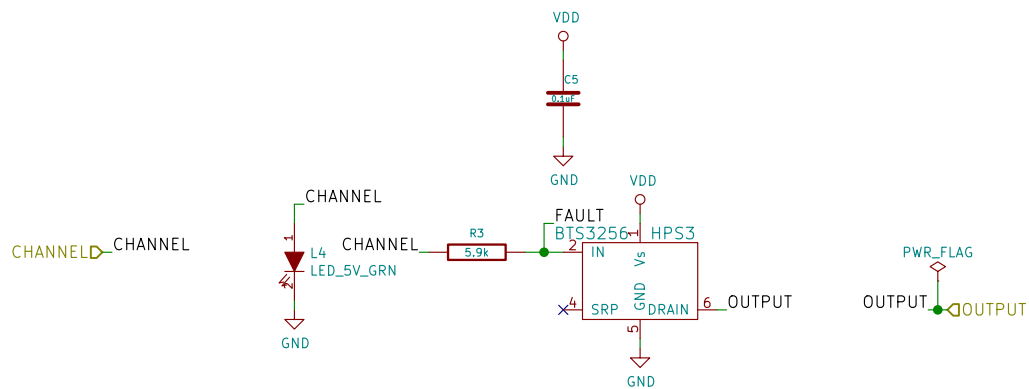 VDD
C5
0.1uF
GND
VDD
CHANNEL
FAULT
R3
BTS3256
HPS3
1
CHANNEL
CHANNEL
1
L4
LED_5V_GRN
2
GND
CHANNEL
5.9k
2
IN
Vs
GND
4
SRP
DRAIN
6
OUTPUT
5
GND
PWR_FLAG
OUTPUT
OUTPUT